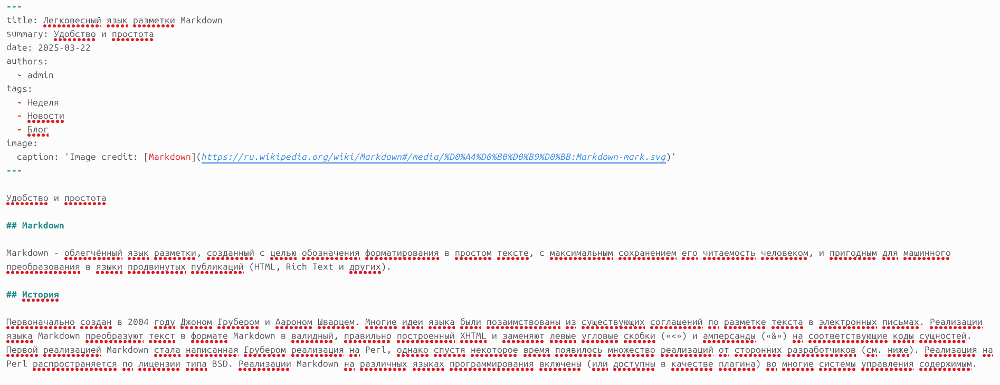 ---
title: Легковесный язык разметки Markdown
summary: Удобство и простота
date: 2025-03-22
authors:
  - admin
tags:
  - Неделя
  - Новости
  - Блог
image:
  caption: 'Image credit: [Markdown](https://ru.wikipedia.org/wiki/Markdown#/media/%D0%A4%D0%B0%D0%B9%D0%BB:Markdown-mark.svg)'
---

Удобство и простота

## Markdown

Markdown - облегчённый язык разметки, созданный с целью обозначения форматирования в простом тексте, с максимальным сохранением его читаемость человеком, и пригодным для машинного
преобразования в языки продвинутых публикаций (HTML, Rich Text и других).

## История

Первоначально создан в 2004 году Джоном Грубером и Аароном Шварцем. Многие идеи языка были позаимствованы из существующих соглашений по разметке текста в электронных письмах. Реализации
языка Markdown преобразуют текст в формате Markdown в валидный, правильно построенный XHTML и заменяют левые угловые скобки («<») и амперсанды («&») на соответствующие коды сущностей.
Первой реализацией Markdown стала написанная Грубером реализация на Perl, однако спустя некоторое время появилось множество реализаций от сторонних разработчиков (см. ниже). Реализация на
Perl распространяется по лицензии типа BSD. Реализации Markdown на различных языках программирования включены (или доступны в качестве плагина) во многие системы управления содержимым.